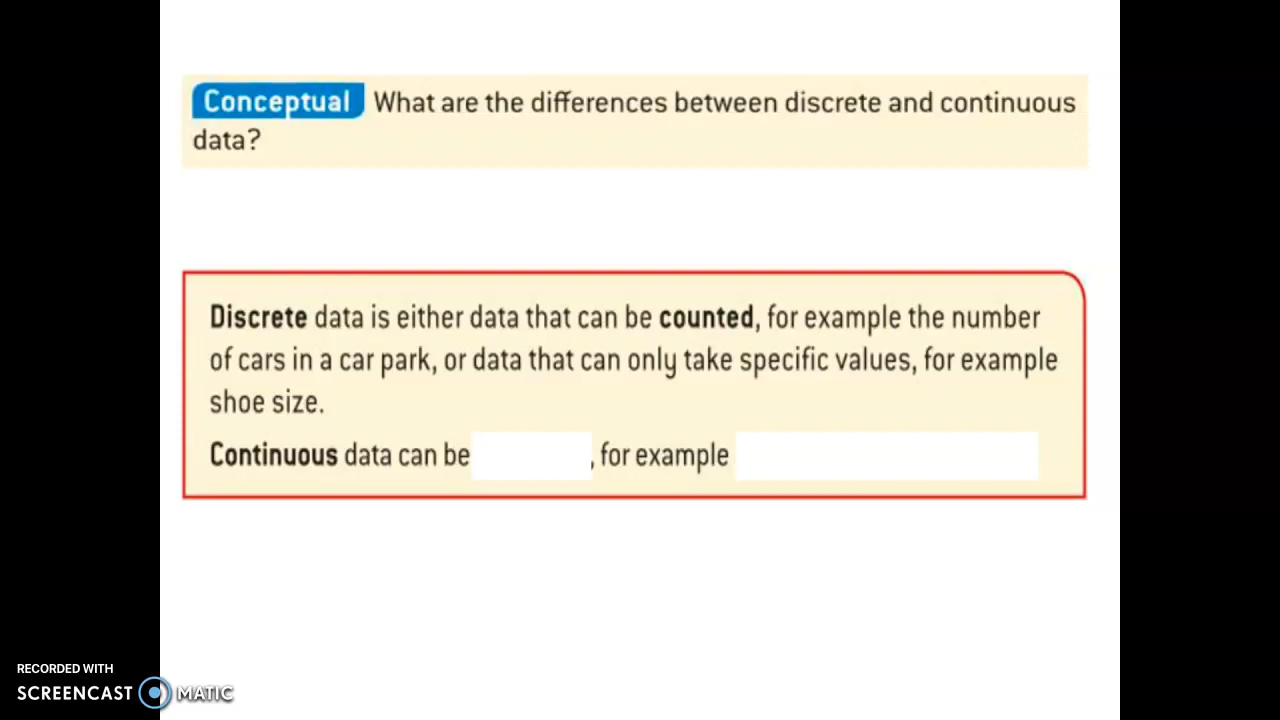 Conceptual What are the differences between discrete and continuous
data?
Discrete data is either data that can be counted, for example the number
of cars in a car park, or data that can only take specific values, for example
shoe size.
Continuous data can be , for example
RECORDED WITH
SCREENCAST MATIC